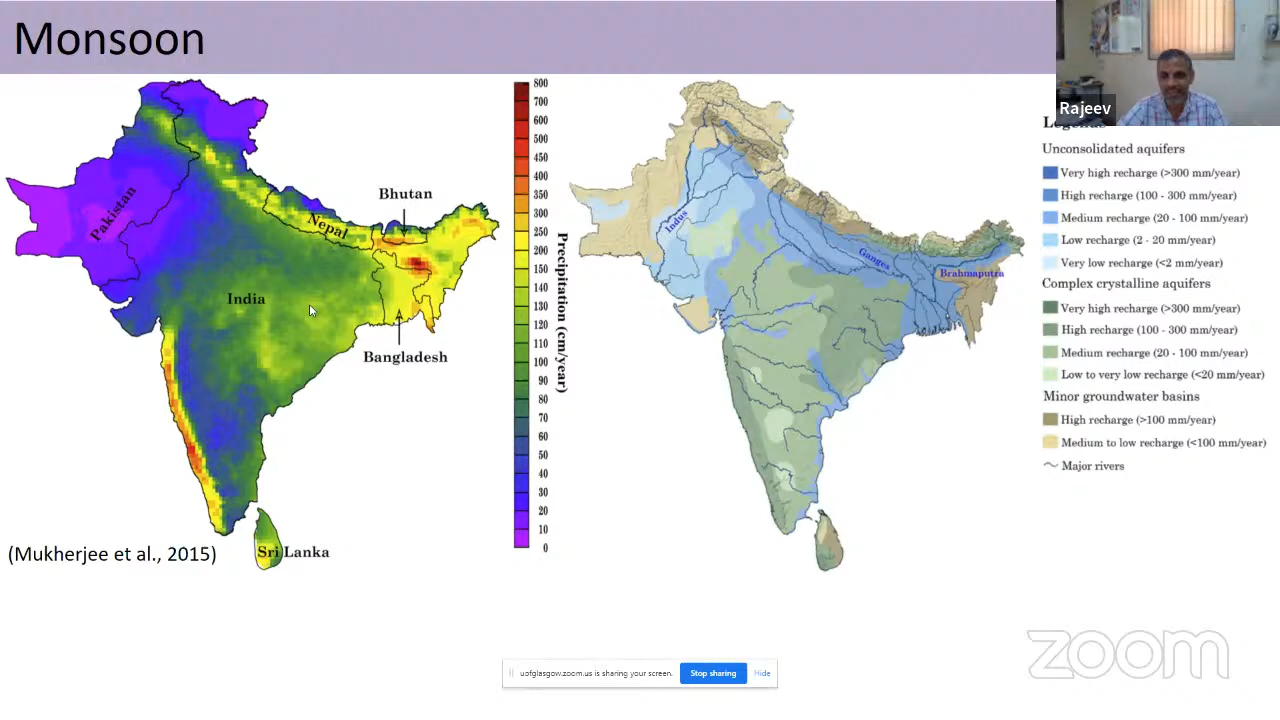 Monsoon
Rajeev
Pakistan
India
Nepal
Bhutan
Bangladesh
Sri Lanka
(Mukherjee et al., 2015)
800
700
600
500
450
400
350
300
250
200
150
140
130
120
110
100
90
80
70
60
50
40
30
20
10
0
Precipitation (cm/year)
Indus
Ganges
Brahmaputra
Unconsolidated aquifers
Very high recharge (>300 mm/year)
High recharge (100 - 300 mm/year)
Medium recharge (20 - 100 mm/year)
Low recharge (2 - 20 mm/year)
Very low recharge (<2 mm/year)
Complex crystalline aquifers
Very high recharge (>300 mm/year)
High recharge (100 - 300 mm/year)
Medium recharge (20 - 100 mm/year)
Low to very low recharge (<20 mm/year)
Minor groundwater basins
High recharge (>100 mm/year)
Medium to low recharge (<100 mm/year)
Major rivers
uofglasgow.zoom.us is sharing your screen.
Stop sharing
Hide
zoom